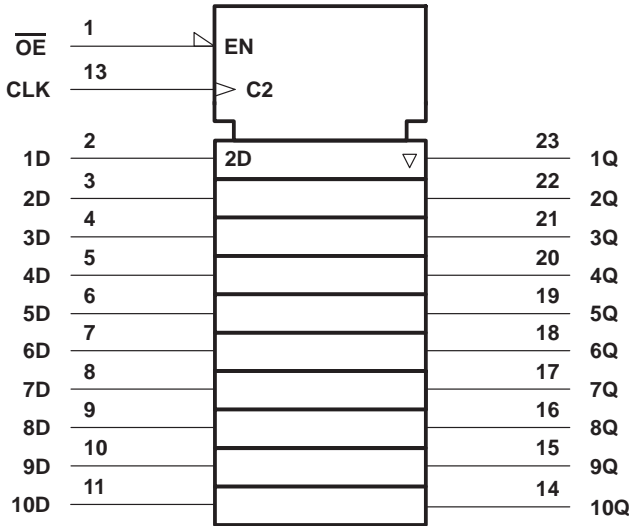 OE 1 EN
CLK 13 C2
1D 2 2D 23 1Q
2D 3 22 2Q
3D 4 21 3Q
4D 5 20 4Q
5D 6 19 5Q
6D 7 18 6Q
7D 8 17 7Q
8D 9 16 8Q
9D 10 15 9Q
10D 11 14 10Q